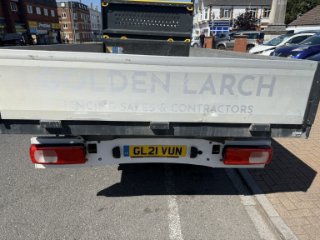 GOLDEN LARCH
FENCING SALES & CONTRACTORS
GL21 VUN